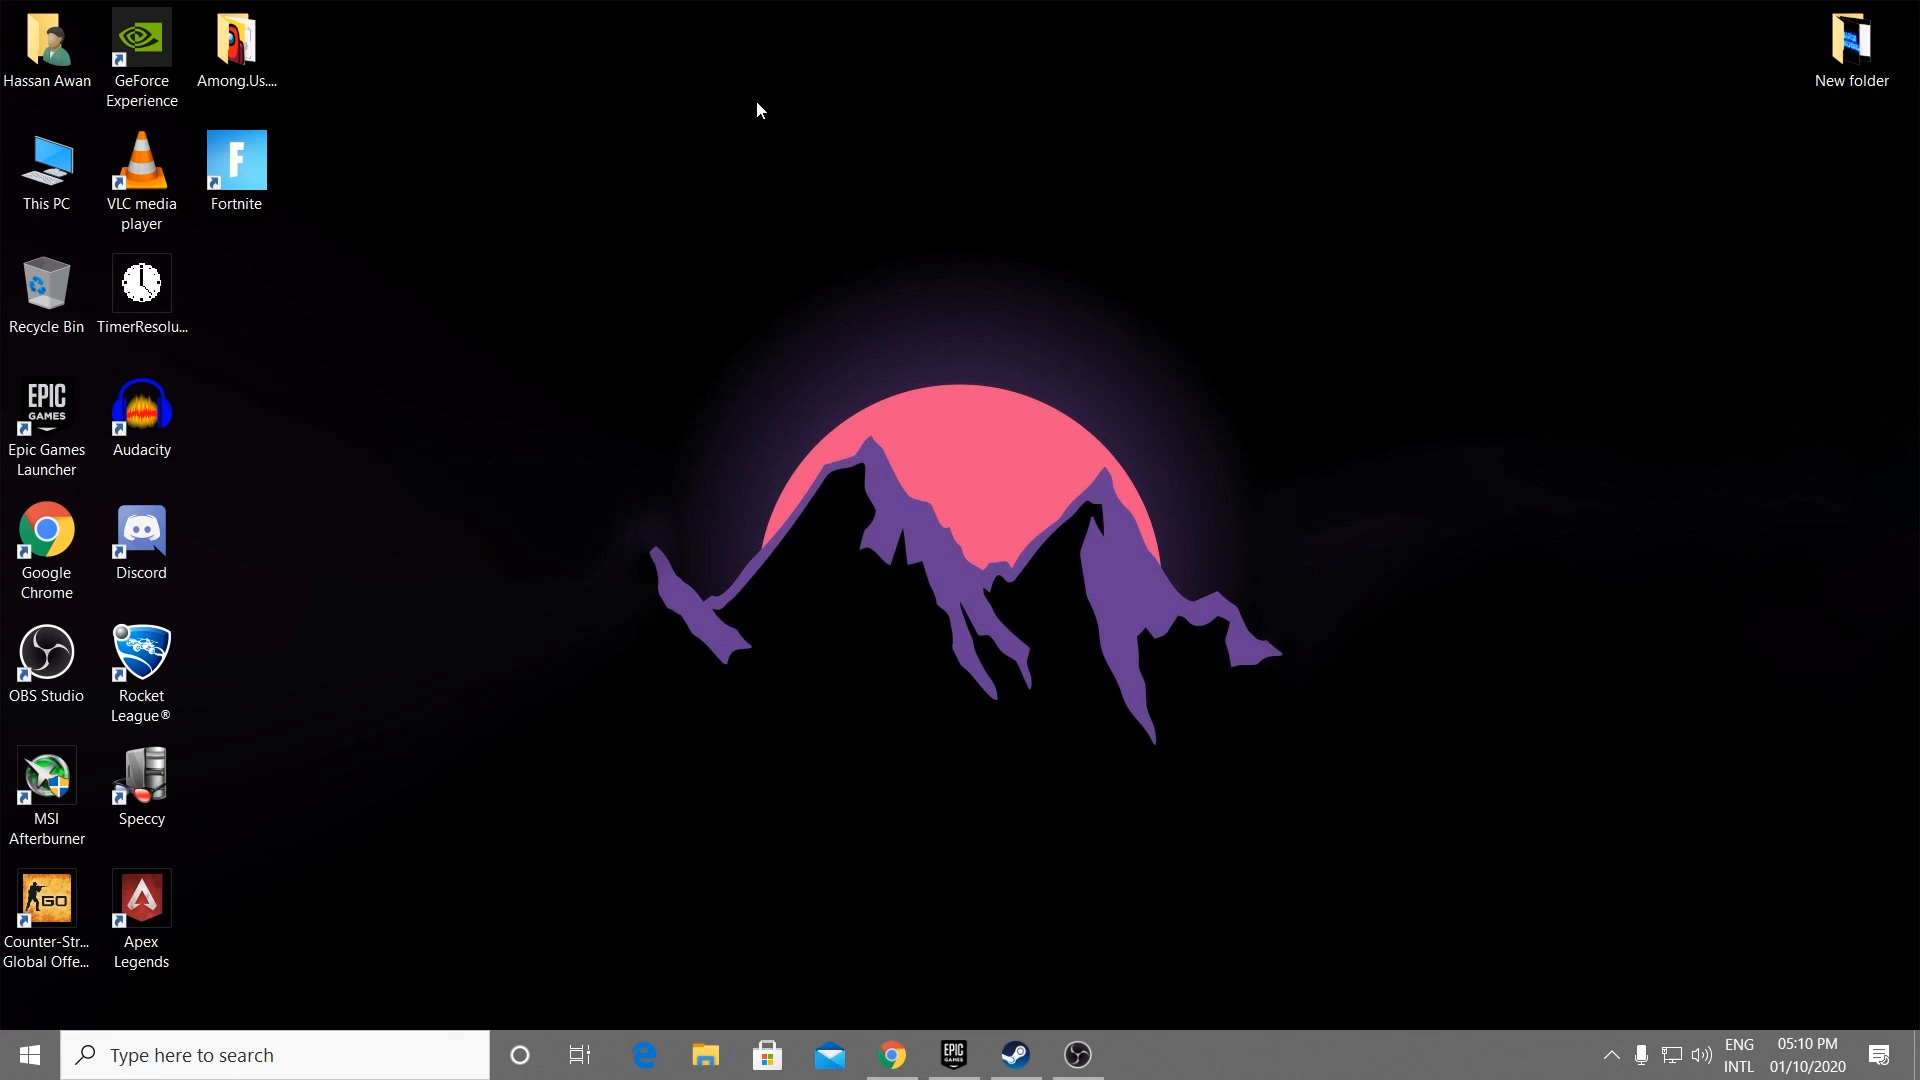 Hassan Awan
GeForce
Experience
Among.Us....
New folder
This PC
VLC media
player
F
Fortnite
Recycle Bin
TimerResolu...
EPIC
GAMES
Epic Games
Launcher
Audacity
Google
Chrome
Discord
OBS Studio
Rocket
League®
MSI
Afterburner
Speccy
GO
Counter-Str...
Global Offe...
Apex
Legends
Type here to search
EPIC
GAMES
ENG
INTL
05:10 PM
01/10/2020